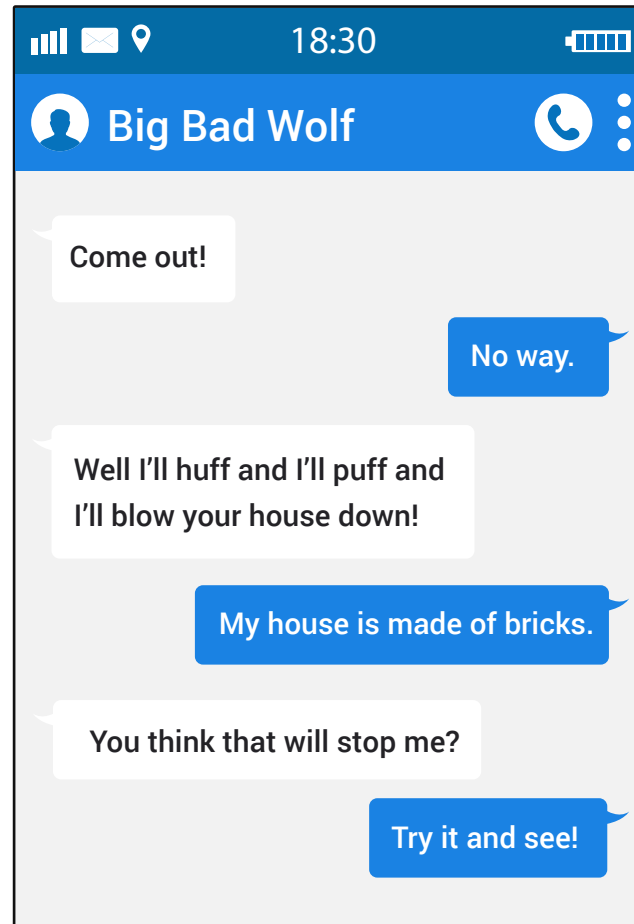 18:30
Big Bad Wolf
Come out!
No way.
Well I’ll huff and I’ll puff and
I’ll blow your house down!
My house is made of bricks.
You think that will stop me?
Try it and see!